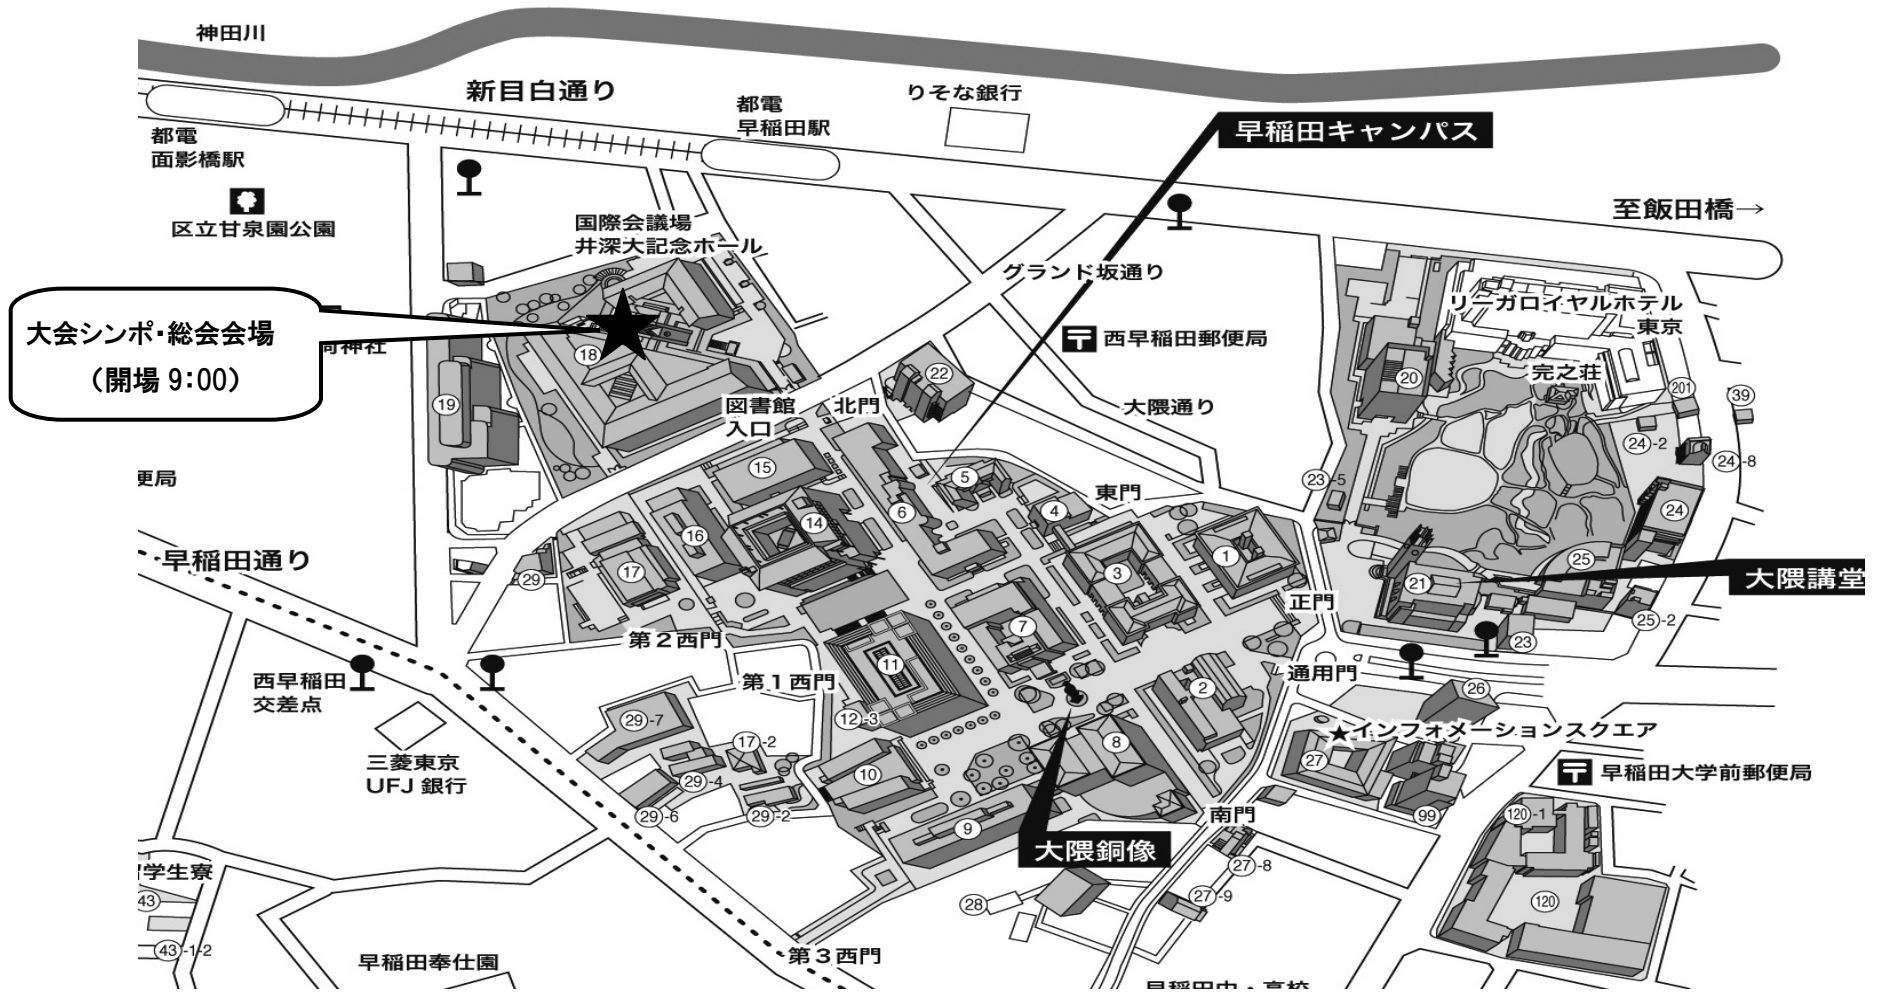 神田川
新目白通り
りそな銀行
都電
早稲田駅
早稲田キャンパス
都電
面影橋駅
区立甘泉園公園
国際会議場
井深大記念ホール
至飯田橋→
グランド坂通り
リーガロイヤルホテル
東京
大会シンポ・総会会場
（開場 9：00）
神社
18
西早稲田郵便局
完之荘
20
22
201
39
19
図書館
入口
北門
大隈通り
24-2
24-8
15
5
東門
23-5
便局
6
4
24
14
16
早稲田通り
29
17
3
1
25
21
大隈講堂
正門
25-2
第2西門
7
23
11
第1西門
通用門
西早稲田
交差点
2
26
29-7
12-3
インフォメーションスクエア
17-2
8
27
三菱東京
UFJ 銀行
10
29-4
早稲田大学前郵便局
29-6
29-2
9
南門
99
120-1
大隈銅像
学生寮
27-8
43
28
27-9
120
43-1-2
早稲田奉仕園
第3西門
早稲田中・高校